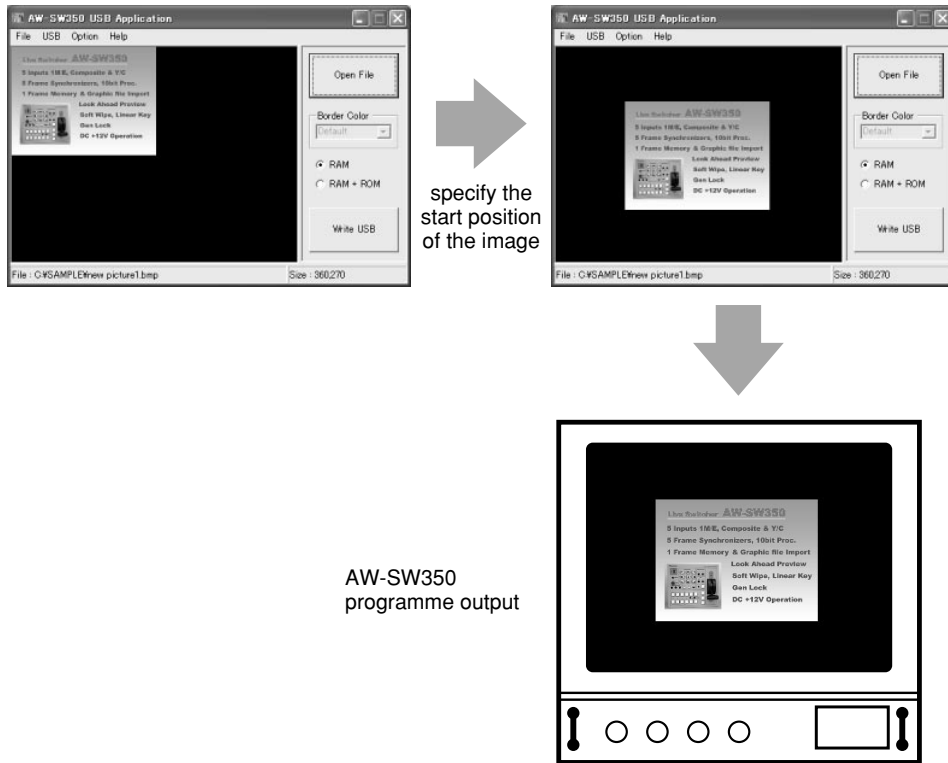 AW-SW350 USB Application
File USB Option Help
Live Switcher AW-SW350
5 Inputs 1M/E, Composite & Y/C
5 Frame Synchronizers, 10bit Proc.
1 Frame Memory & Graphic file Import
Look Ahead Preview
Soft Wipe, Linear Key
Gen Lock
DC +12V Operation
Open File
Border Color
Default
RAM
RAM + ROM
Write USB
File : C:¥SAMPLE¥new picture1.bmp
Size : 360,270
specify the
start position
of the image
AW-SW350 USB Application
File USB Option Help
Live Switcher AW-SW350
5 Inputs 1M/E, Composite & Y/C
5 Frame Synchronizers, 10bit Proc.
1 Frame Memory & Graphic file Import
Look Ahead Preview
Soft Wipe, Linear Key
Gen Lock
DC +12V Operation
Open File
Border Color
Default
RAM
RAM + ROM
Write USB
File : C:¥SAMPLE¥new picture1.bmp
Size : 360,270
AW-SW350
programme output
Live Switcher AW-SW350
5 Inputs 1M/E, Composite & Y/C
5 Frame Synchronizers, 10bit Proc.
1 Frame Memory & Graphic file Import
Look Ahead Preview
Soft Wipe, Linear Key
Gen Lock
DC +12V Operation